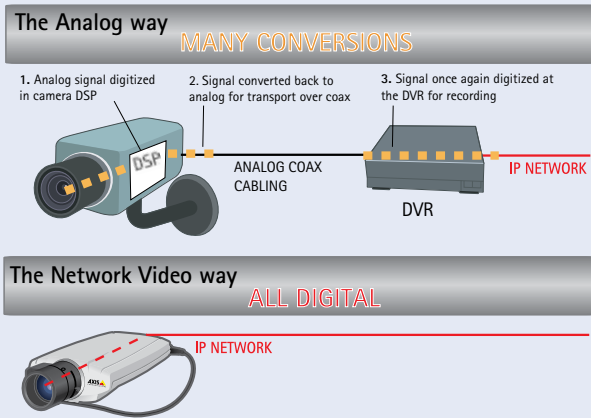 The Analog way
MANY CONVERSIONS
1. Analog signal digitized
in camera DSP
2. Signal converted back to
analog for transport over coax
3. Signal once again digitized at
the DVR for recording
DSP
ANALOG COAX
CABLING
IP NETWORK
DVR
The Network Video way
ALL DIGITAL
IP NETWORK
AXIS